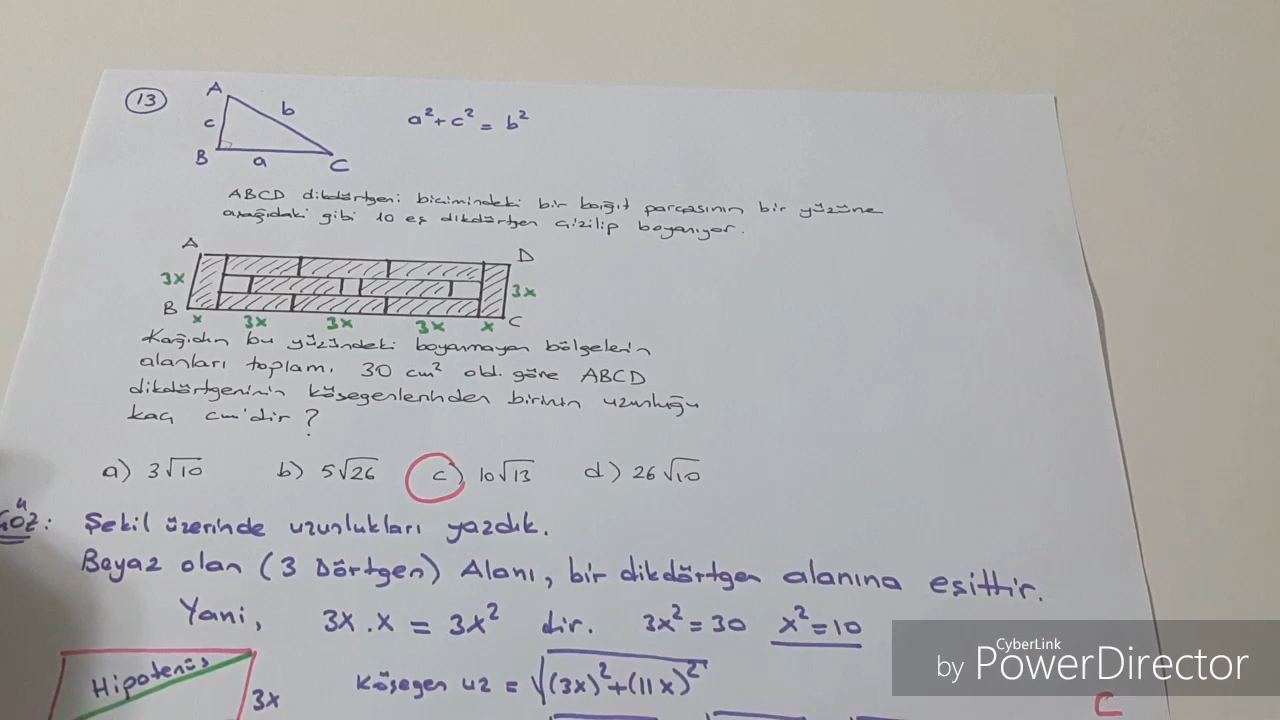 13
A
c
b
B
a
C
a² + c² = b²
ABCD dikdörtgeni biçimindeki bir kağıt parçasının bir yüzüne
aşağıdaki gibi 10 eş dikdörtgen çizilip boyanıyor.
A
D
3x
3x
B
C
x 3x 3x 3x x
Kağıdın bu yüzündeki boyanmayan bölgelerin
alanları toplamı 30 cm² old. göre ABCD
dikdörtgeninin köşegenlerinden birinin uzunluğu
kaç cm'dir?
a) 3√10 b) 5√26 c) 10√13 d) 26√10
ÇÖZ: Şekil üzerinde uzunlukları yazdık.
Beyaz olan (3 Dörtgen) Alanı, bir dikdörtgen alanına eşittir.
Yani, 3x.x = 3x² dir. 3x² = 30 x² = 10
Hipotenüs
3x
Köşegen uz = √(3x)² + (11x)²
C
CyberLink
by PowerDirector